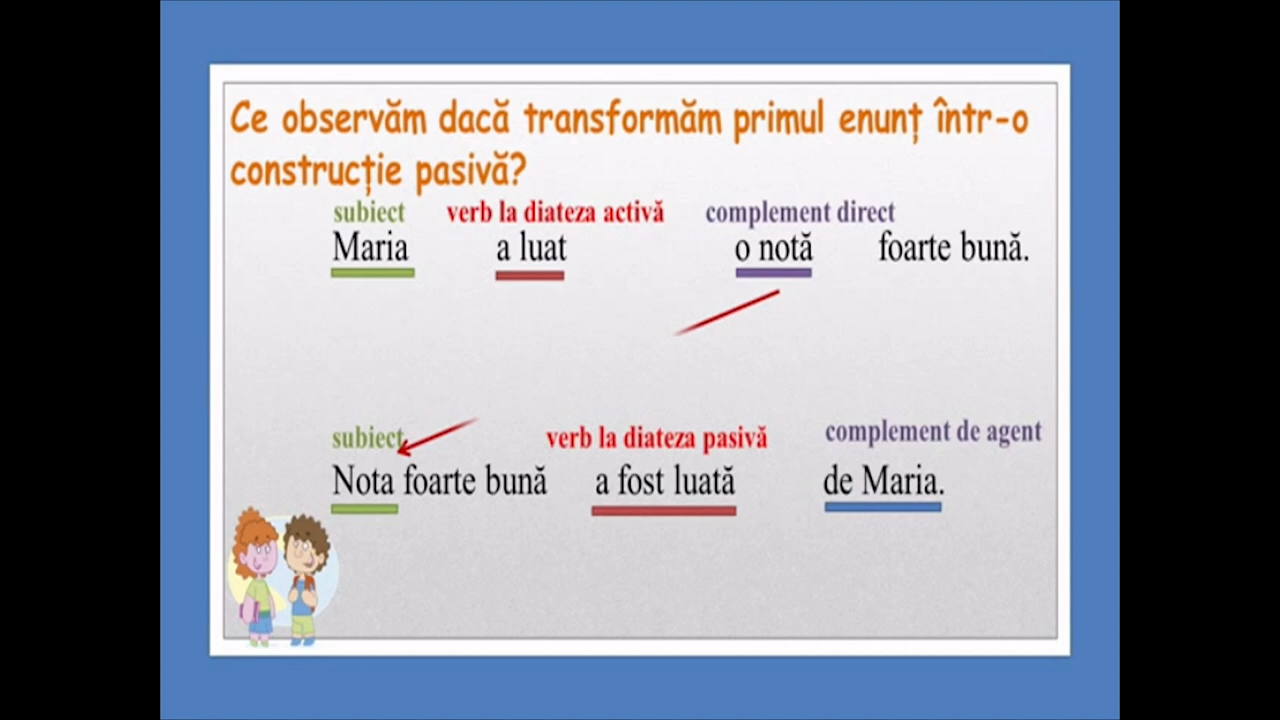 Ce observăm dacă transformăm primul enunț într-o
construcție pasivă?
subiect verb la diateza activă complement direct
Maria a luat o notă foarte bună.
subiect verb la diateza pasivă complement de agent
Nota foarte bună a fost luată de Maria.